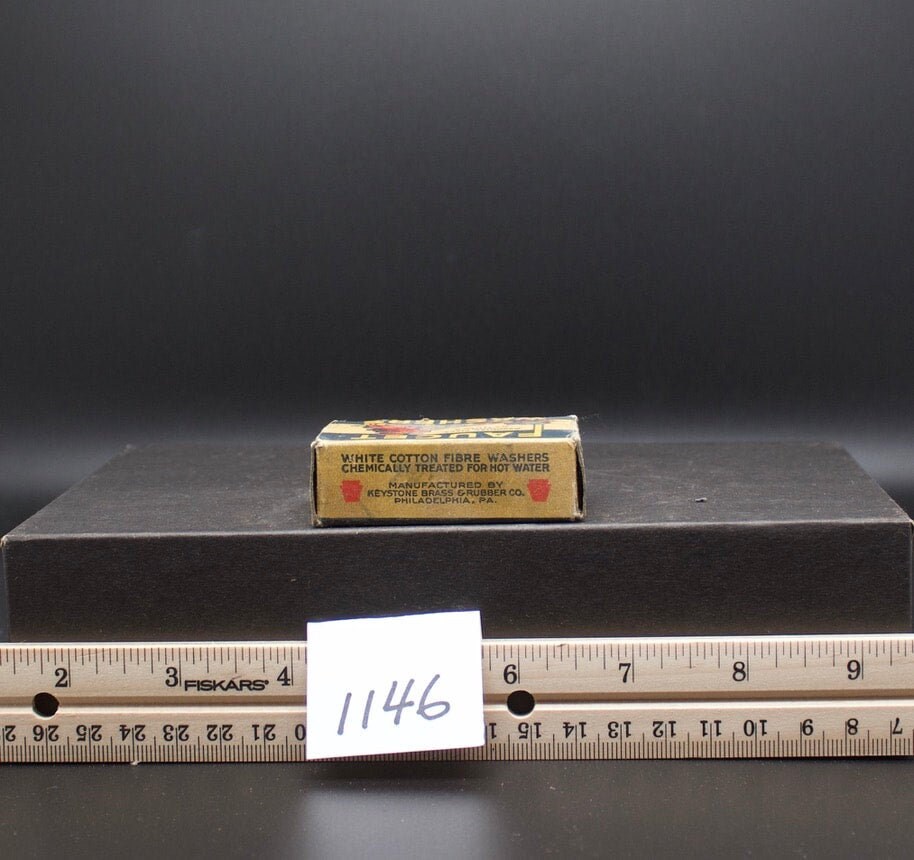 FAUCET
WHITE COTTON FIBRE WASHERS
CHEMICALLY TREATED FOR HOT WATER
MANUFACTURED BY
KEYSTONE BRASS & RUBBER CO.
PHILADELPHIA, PA.
2 3 FISKARS 4 6 7 8 9
1146
26 25 24 23 22 21 0 15 14 13 12 11 10 9 8 7